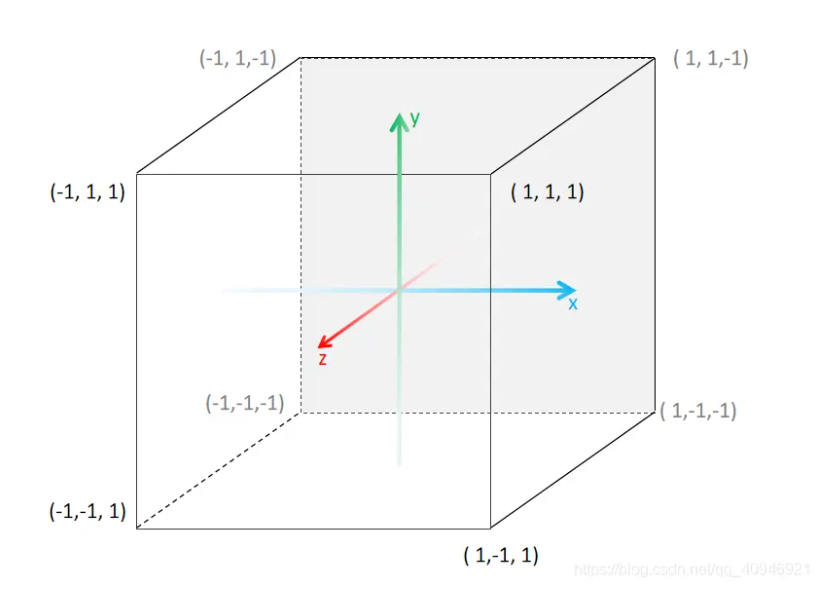 (-1, 1,-1)
( 1, 1,-1)
y
(-1, 1, 1)
( 1, 1, 1)
x
z
(-1,-1,-1)
( 1,-1,-1)
(-1,-1, 1)
( 1,-1, 1)
https://blog.csdn.net/qq_40946921